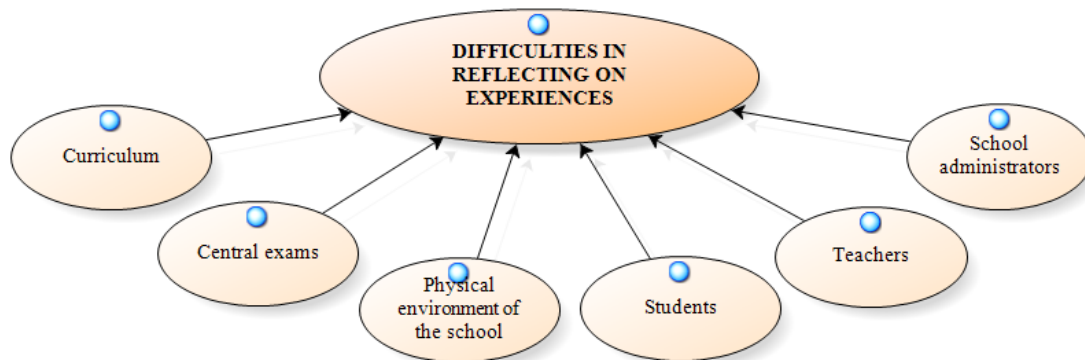 DIFFICULTIES IN
REFLECTING ON
EXPERIENCES
Curriculum
Central exams
Physical
environment of
the school
Students
Teachers
School
administrators